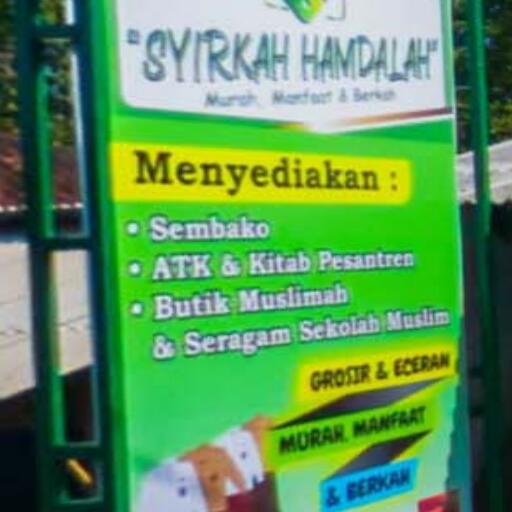 "SYIRKAH HAMDALAH"
Murah, Manfaat & Berkah
Menyediakan :
• Sembako
• ATK & Kitab Pesantren
• Butik Muslimah
& Seragam Sekolah Muslim
GROSIR & ECERAN
MURAH, MANFAAT
& BERKAH